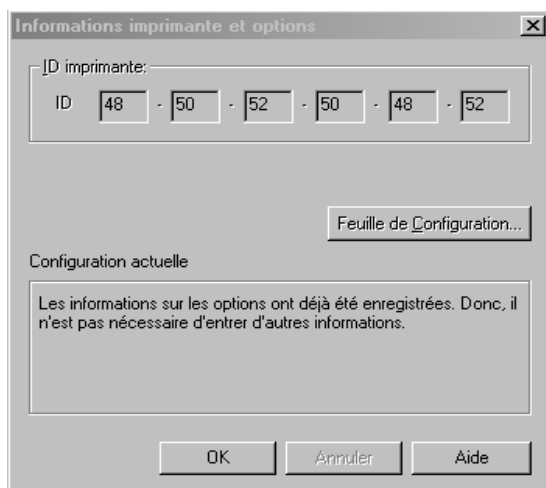 Informations imprimante et options
ID imprimante:
ID 48 - 50 - 52 - 50 - 48 - 52
Feuille de Configuration...
Configuration actuelle
Les informations sur les options ont déjà été enregistrées. Donc, il
n'est pas nécessaire d'entrer d'autres informations.
OK Annuler Aide